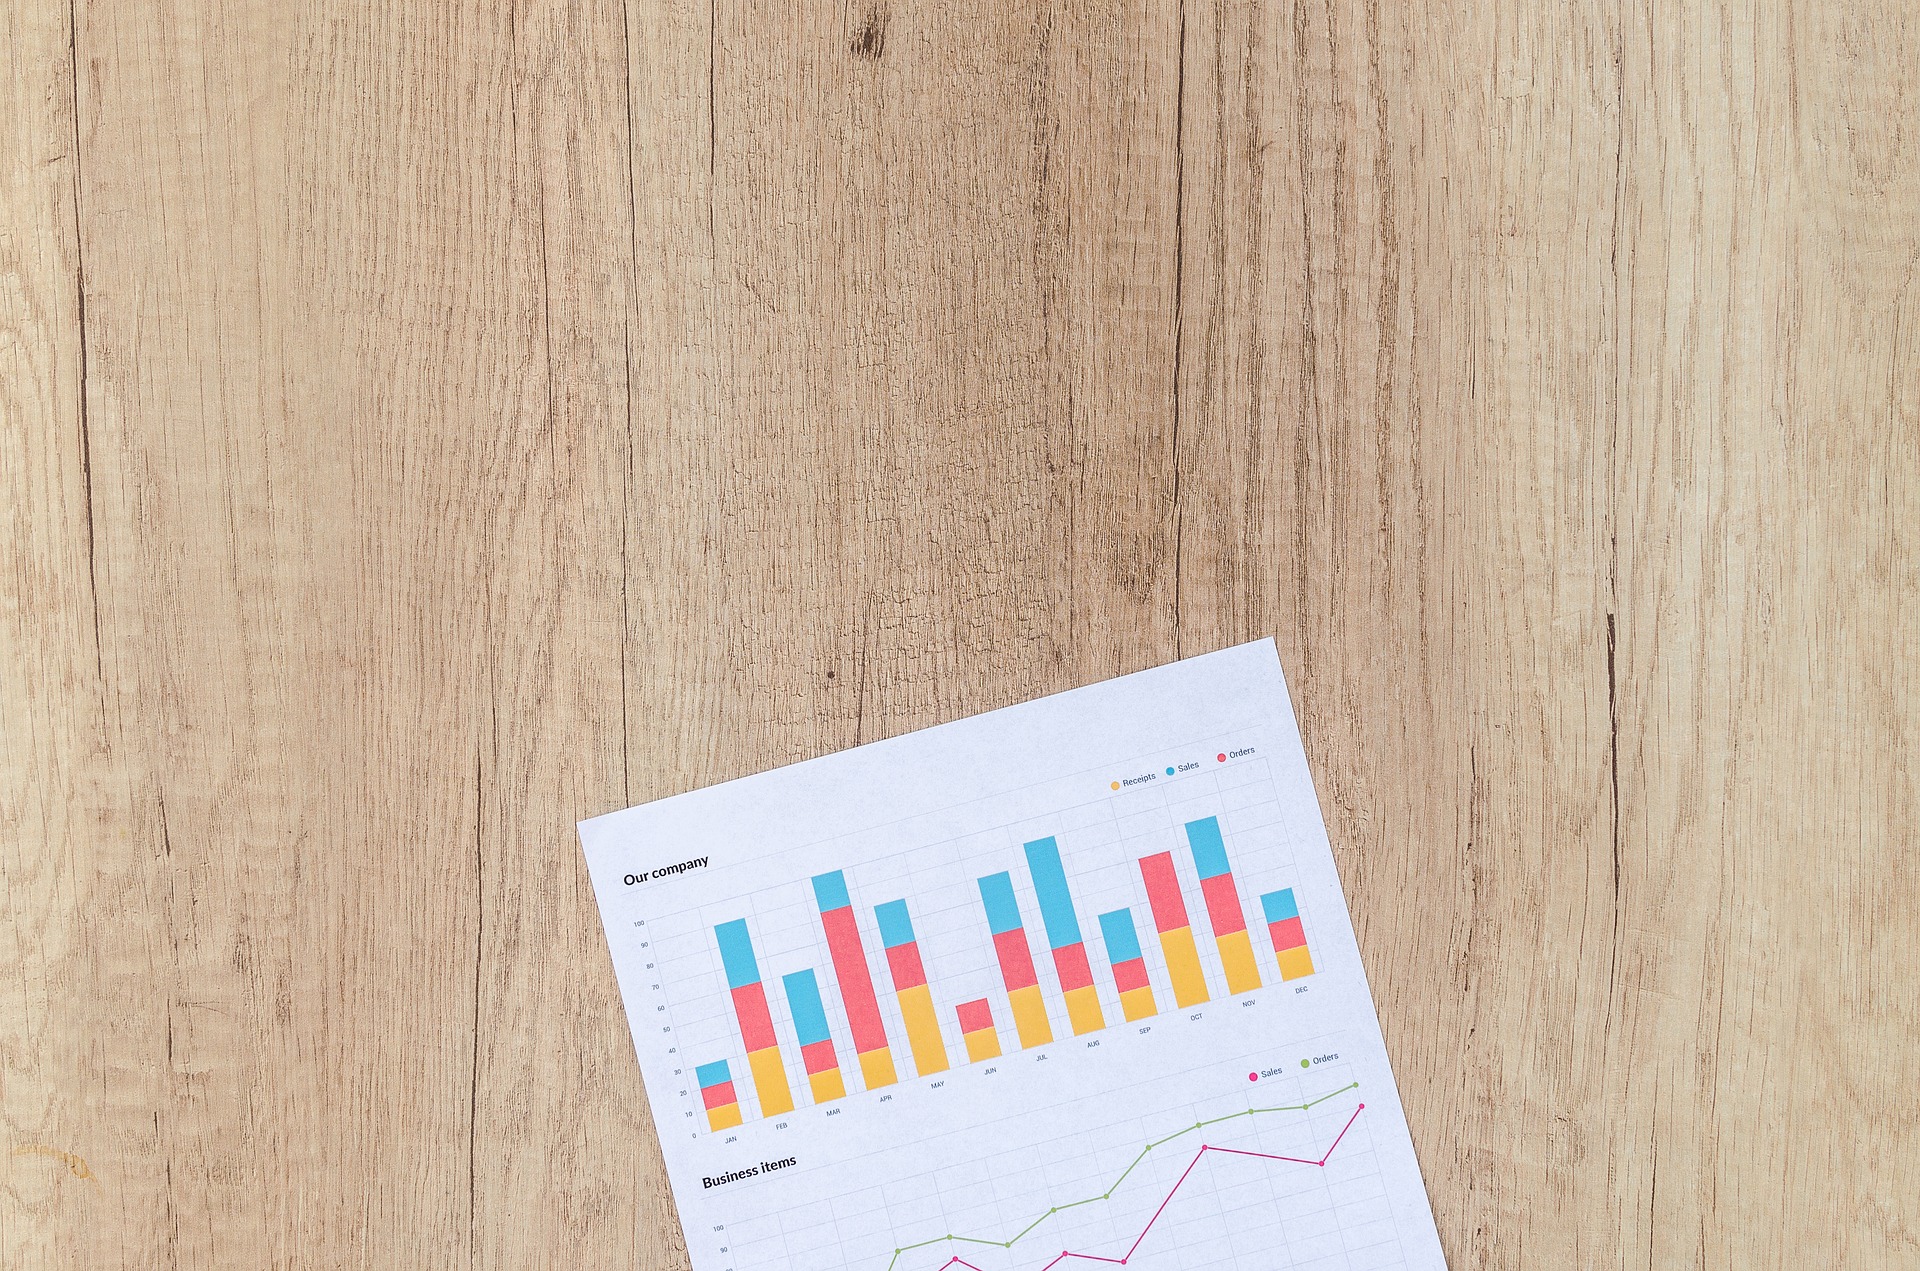 Receipts Sales Orders
Our company
100
90
80
70
60
50
40
30
20
10
0
JAN FEB MAR APR MAY JUN JUL AUG SEP OCT NOV DEC
Sales Orders
Business items
100
90